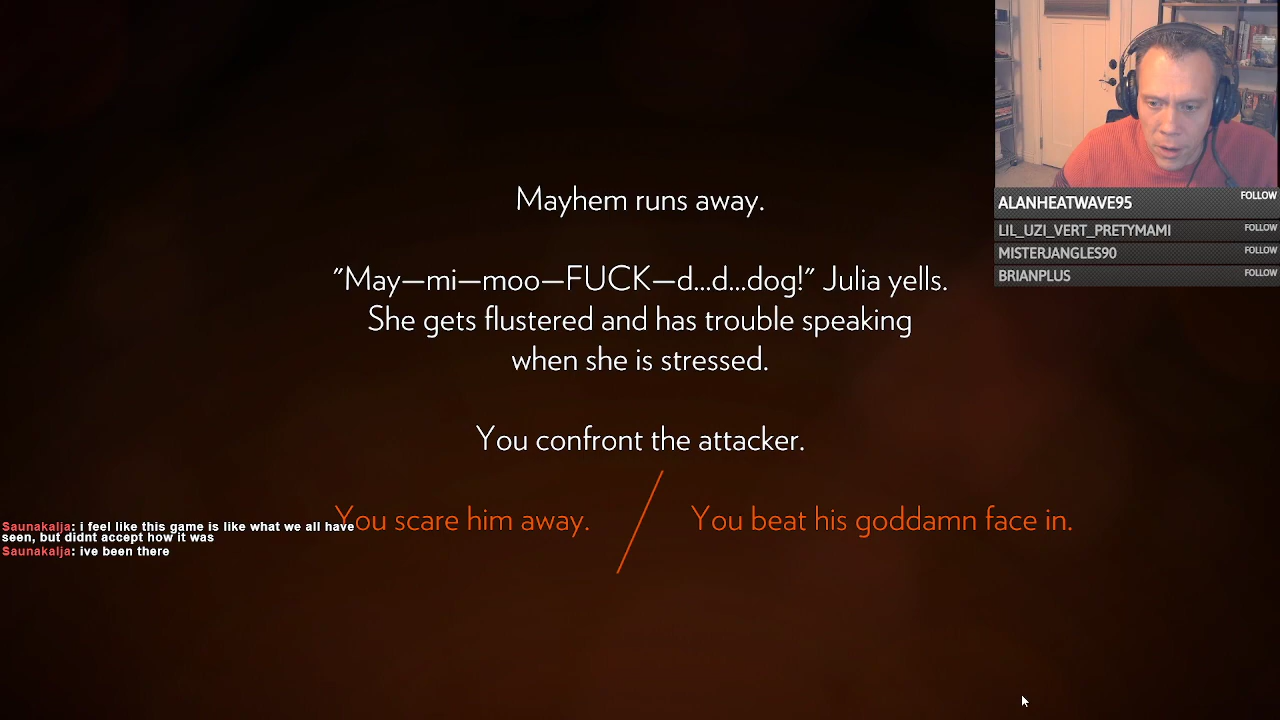 Mayhem runs away.
"May—mi—moo—FUCK—d...d...dog!" Julia yells.
She gets flustered and has trouble speaking
when she is stressed.
You confront the attacker.
You scare him away.
You beat his goddamn face in.
Saunakalja: i feel like this game is like what we all have
seen, but didnt accept how it was
Saunakalja: ive been there
ALANHEATWAVE95 FOLLOW
LIL_UZI_VERT_PRETYMAMI FOLLOW
MISTERJANGLES90 FOLLOW
BRIANPLUS FOLLOW